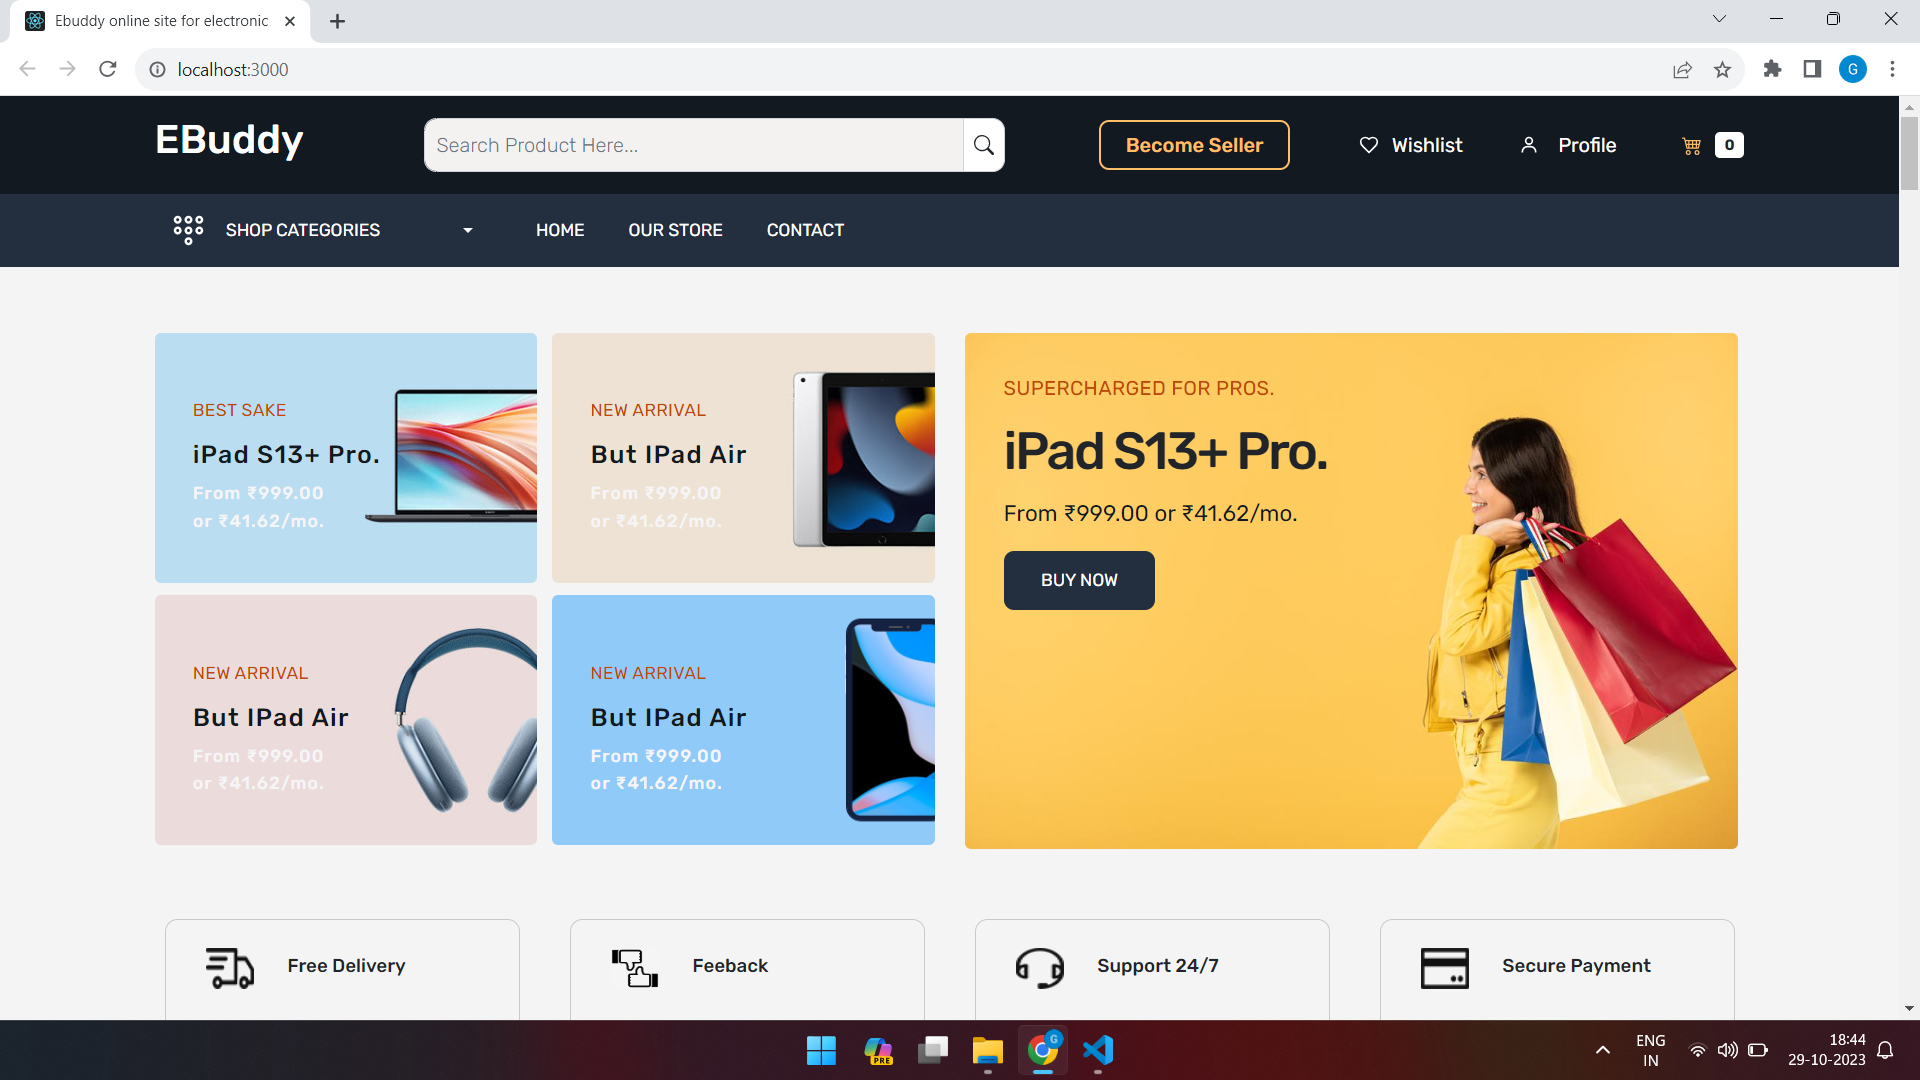 Ebuddy online site for electronic
localhost:3000
G
EBuddy
Search Product Here...
Become Seller
Wishlist
Profile
0
SHOP CATEGORIES
HOME
OUR STORE
CONTACT
BEST SAKE
iPad S13+ Pro.
From ₹999.00
or ₹41.62/mo.
NEW ARRIVAL
But IPad Air
From ₹999.00
or ₹41.62/mo.
SUPERCHARGED FOR PROS.
iPad S13+ Pro.
From ₹999.00 or ₹41.62/mo.
BUY NOW
NEW ARRIVAL
But IPad Air
From ₹999.00
or ₹41.62/mo.
NEW ARRIVAL
But IPad Air
From ₹999.00
or ₹41.62/mo.
Free Delivery
Feeback
Support 24/7
Secure Payment
PRE
G
ENG
IN
18:44
29-10-2023